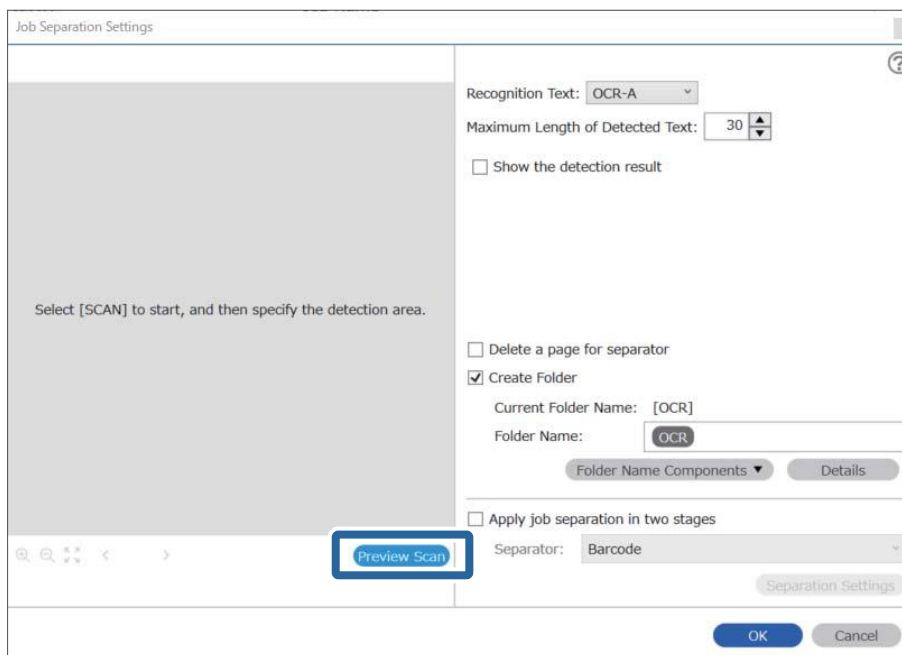 Job Separation Settings
Recognition Text: OCR-A
Maximum Length of Detected Text: 30
Show the detection result
Select [SCAN] to start, and then specify the detection area.
Delete a page for separator
Create Folder
Current Folder Name: [OCR]
Folder Name: OCR
Folder Name Components ▼ Details
Apply job separation in two stages
Preview Scan
Separator: Barcode
Separation Settings
OK Cancel